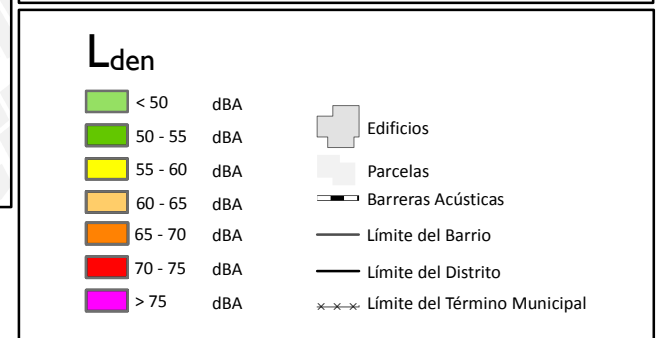 Lden
< 50 dBA
50 - 55 dBA
55 - 60 dBA
60 - 65 dBA
65 - 70 dBA
70 - 75 dBA
> 75 dBA
Edificios
Parcelas
Barreras Acústicas
Límite del Barrio
Límite del Distrito
Límite del Término Municipal